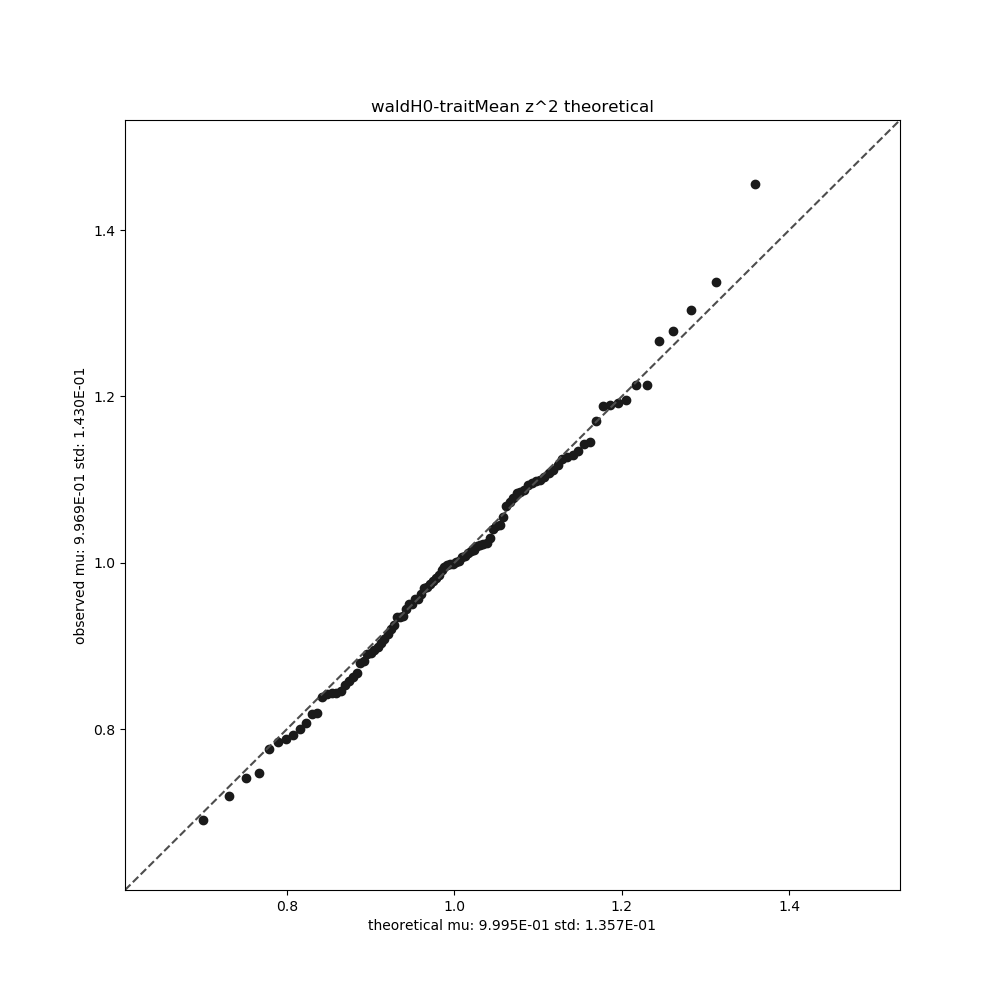 waldH0-traitMean z^2 theoretical
1.4
1.2
1.0
0.8
observed mu: 9.969E-01 std: 1.430E-01
0.8 1.0 1.2 1.4
theoretical mu: 9.995E-01 std: 1.357E-01